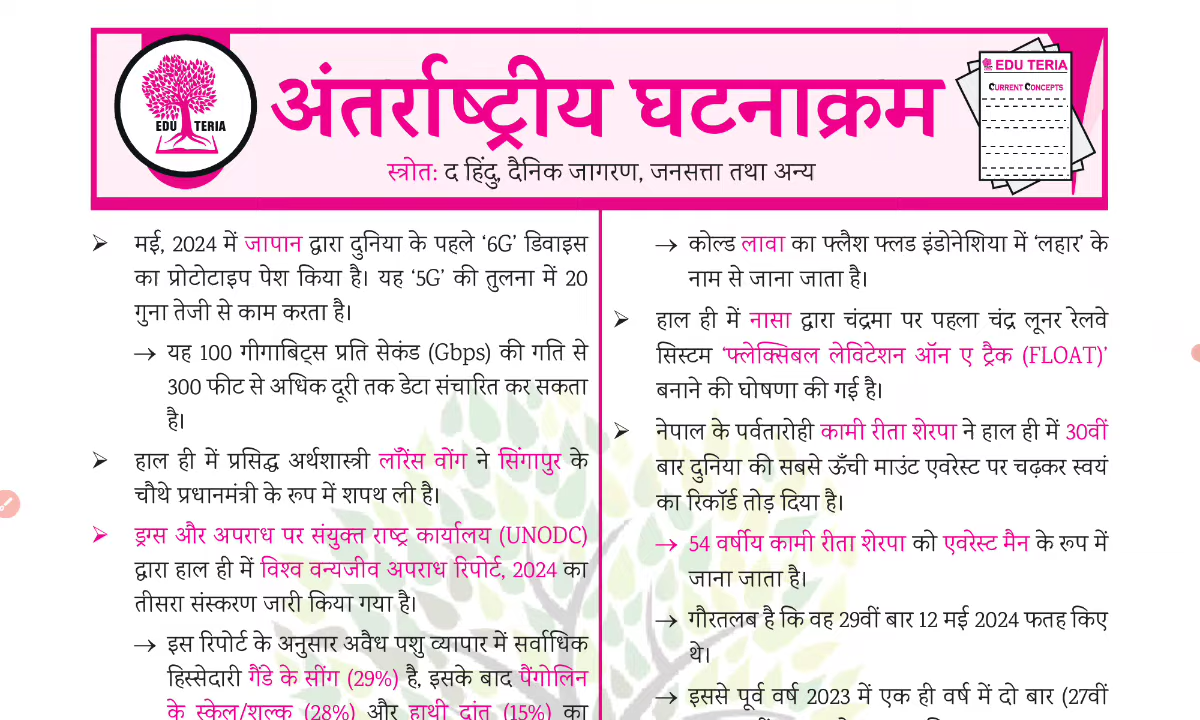 EDU TERIA
अंतर्राष्ट्रीय घटनाक्रम
स्त्रोत: द हिंदु, दैनिक जागरण, जनसत्ता तथा अन्य
EDU TERIA
CURRENT CONCEPTS
➢ मई, 2024 में जापान द्वारा दुनिया के पहले ‘6G’ डिवाइस
का प्रोटोटाइप पेश किया है। यह ‘5G’ की तुलना में 20
गुना तेजी से काम करता है।
→ यह 100 गीगाबिट्स प्रति सेकंड (Gbps) की गति से
300 फीट से अधिक दूरी तक डेटा संचारित कर सकता
है।
➢ हाल ही में प्रसिद्ध अर्थशास्त्री लॉरेंस वोंग ने सिंगापुर के
चौथे प्रधानमंत्री के रूप में शपथ ली है।
➢ ड्रग्स और अपराध पर संयुक्त राष्ट्र कार्यालय (UNODC)
द्वारा हाल ही में विश्व वन्यजीव अपराध रिपोर्ट, 2024 का
तीसरा संस्करण जारी किया गया है।
→ इस रिपोर्ट के अनुसार अवैध पशु व्यापार में सर्वाधिक
हिस्सेदारी गैंडे के सींग (29%) है, इसके बाद पैंगोलिन
के स्केल/शल्क (28%) और हाथी दांत (15%) का
→ कोल्ड लावा का फ्लैश फ्लड इंडोनेशिया में ‘लहार’ के
नाम से जाना जाता है।
➢ हाल ही में नासा द्वारा चंद्रमा पर पहला चंद्र लूनर रेलवे
सिस्टम ‘फ्लेक्सिबल लेविटेशन ऑन ए ट्रैक (FLOAT)’
बनाने की घोषणा की गई है।
➢ नेपाल के पर्वतारोही कामी रीता शेरपा ने हाल ही में 30वीं
बार दुनिया की सबसे ऊँची माउंट एवरेस्ट पर चढ़कर स्वयं
का रिकॉर्ड तोड़ दिया है।
→ 54 वर्षीय कामी रीता शेरपा को एवरेस्ट मैन के रूप में
जाना जाता है।
→ गौरतलब है कि वह 29वीं बार 12 मई 2024 फतह किए
थे।
→ इससे पूर्व वर्ष 2023 में एक ही वर्ष में दो बार (27वीं